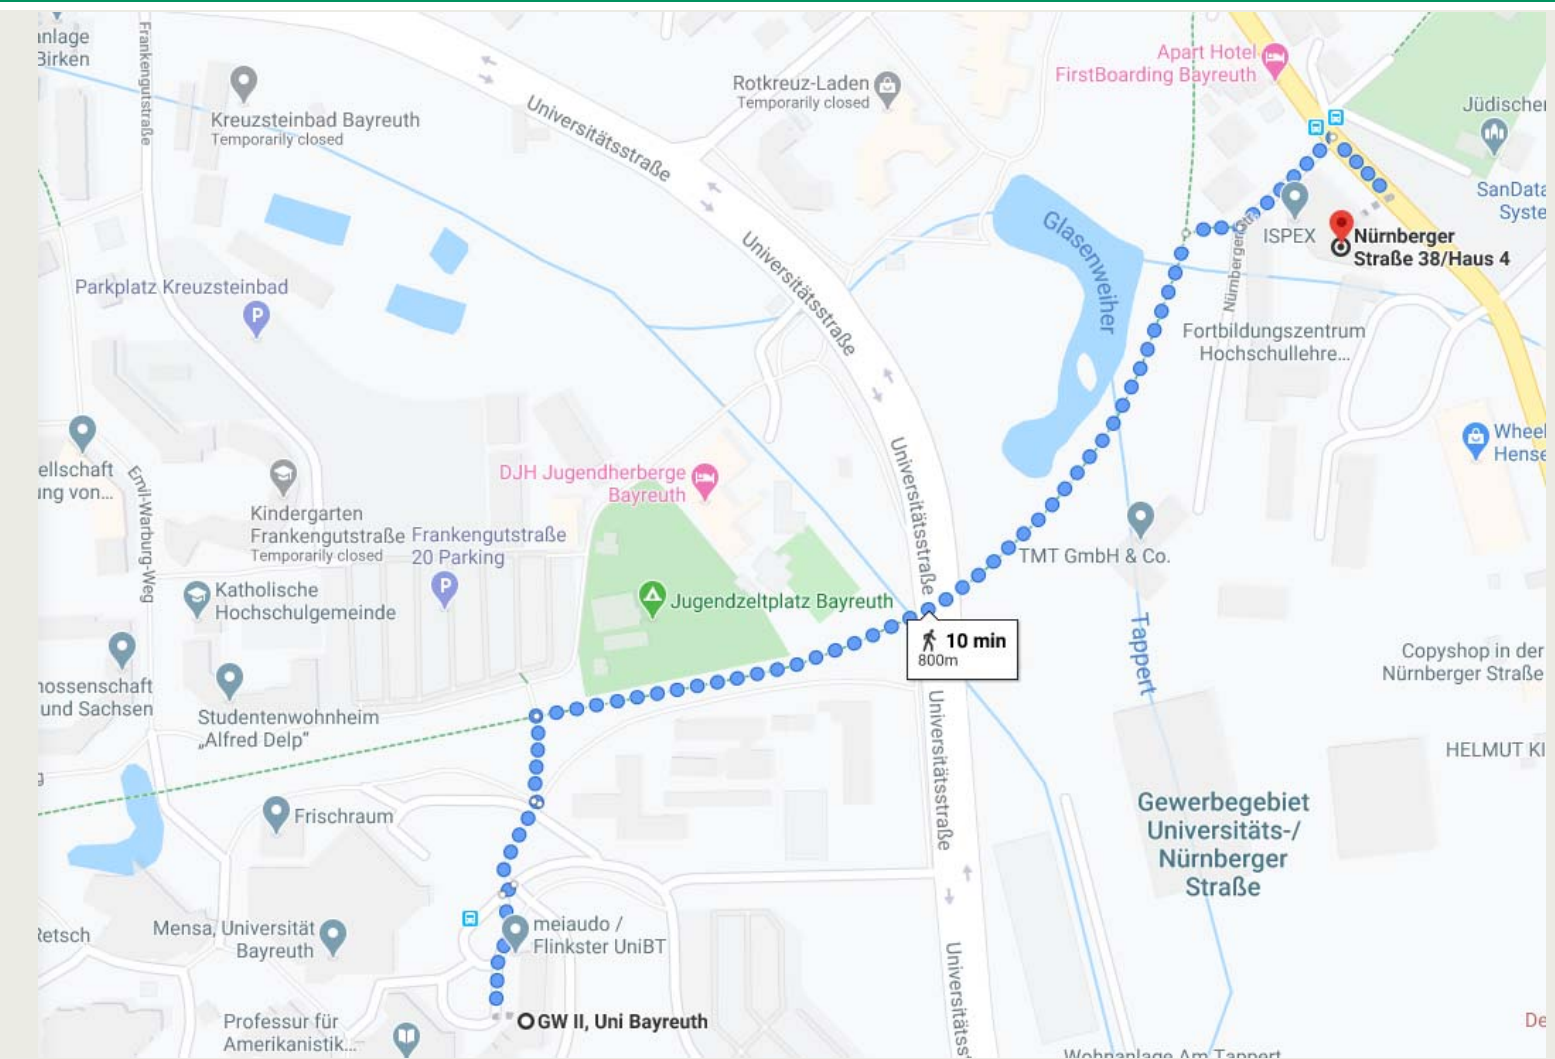 anlage
Birken
Frankengutstraße
Kreuzsteinbad Bayreuth
Temporarily closed
Universitätsstraße
Rotkreuz-Laden
Temporarily closed
Apart Hotel
FirstBoarding Bayreuth
Jüdischer
SanData
Syste
Universitätsstraße
Glasenweiher
Nürnberger Str.
ISPEX
Nürnberger
Straße 38/Haus 4
Parkplatz Kreuzsteinbad
Fortbildungszentrum
Hochschullehre...
ellschaft
ung von...
Emil-Warburg-Weg
Kindergarten
Frankengutstraße
Temporarily closed
Frankengutstraße
20 Parking
DJH Jugendherberge
Bayreuth
Universitätsstraße
Wheel
Hense
TMT GmbH & Co.
Katholische
Hochschulgemeinde
Jugendzeltplatz Bayreuth
10 min
800m
Tappert
Copyshop in der
Nürnberger Straße
nossenschaft
und Sachsen
Studentenwohnheim
„Alfred Delp“
Universitätsstraße
HELMUT KI
g
Frischraum
Gewerbegebiet
Universitäts-/
Nürnberger
Straße
Retsch
Mensa, Universität
Bayreuth
meiaudo /
Flinkster UniBT
Universitätss
GW II, Uni Bayreuth
Professur für
Amerikanistik...
De
Wohnanlage Am Tappert